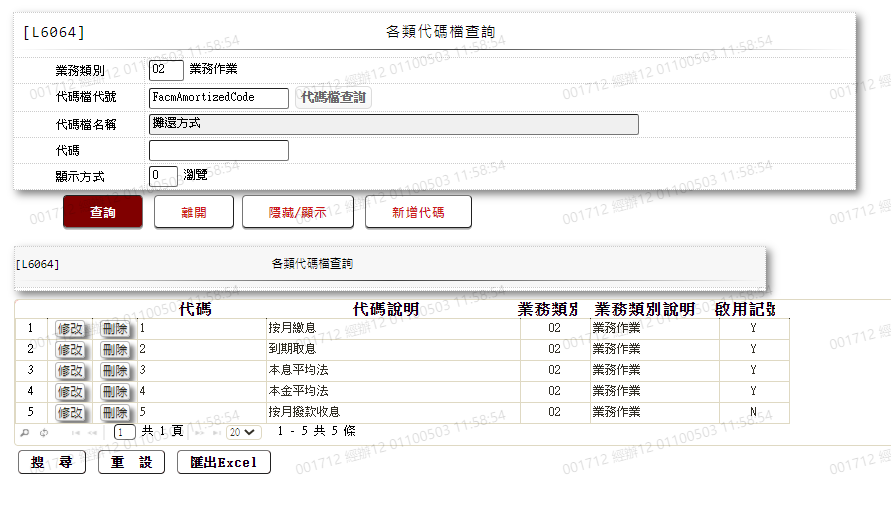 [L6064] 各類代碼檔查詢
業務類別 02 業務作業
代碼檔代號 FacmAmortizedCode 代碼檔查詢
代碼檔名稱 攤還方式
代碼
顯示方式 0 瀏覽
查詢 離開 隱藏/顯示 新增代碼
[L6064] 各類代碼檔查詢
代碼 代碼說明 業務類別 業務類別說明 啟用記號
1 修改 刪除 1 按月繳息 02 業務作業 Y
2 修改 刪除 2 到期取息 02 業務作業 Y
3 修改 刪除 3 本息平均法 02 業務作業 Y
4 修改 刪除 4 本金平均法 02 業務作業 Y
5 修改 刪除 5 按月撥款收息 02 業務作業 N
1 共 1 頁 20 1 - 5 共 5 條
搜 尋 重 設 匯出Excel
001712 經辦12 01100503 11:58:54